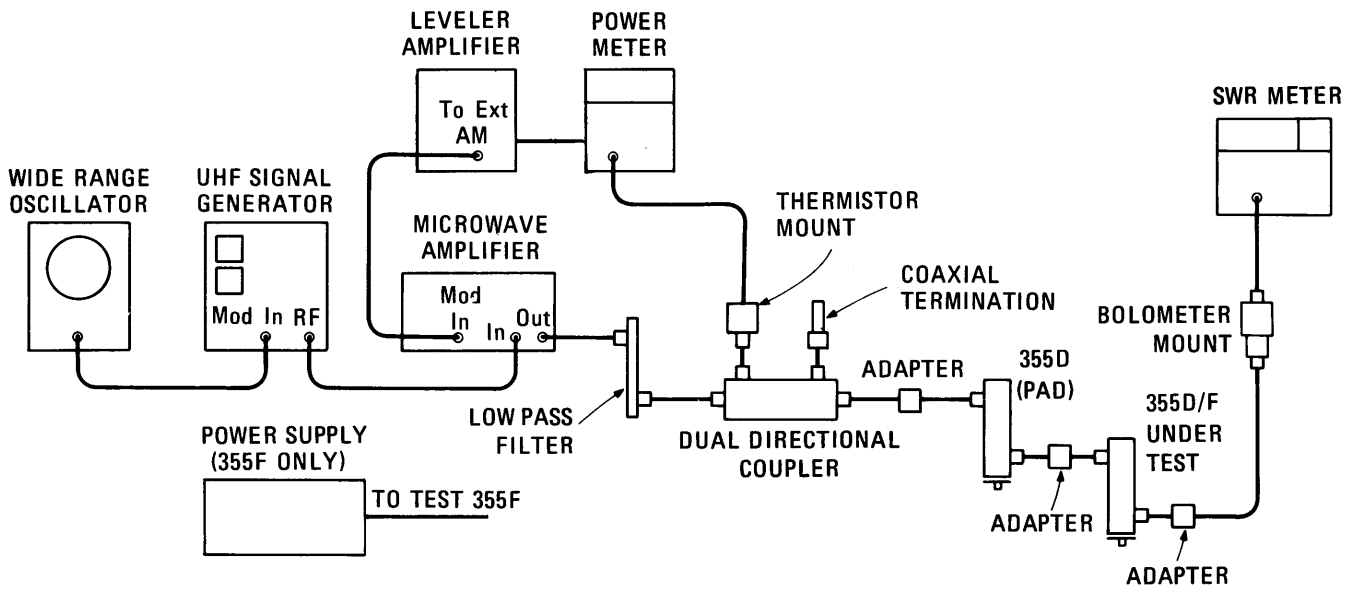 LEVELER
AMPLIFIER
POWER
METER
To Ext
AM
SWR METER
WIDE RANGE
OSCILLATOR
UHF SIGNAL
GENERATOR
Mod In RF
MICROWAVE
AMPLIFIER
Mod
In
In
Out
THERMISTOR
MOUNT
COAXIAL
TERMINATION
BOLOMETER
MOUNT
LOW PASS
FILTER
DUAL DIRECTIONAL
COUPLER
ADAPTER
355D
(PAD)
355D/F
UNDER
TEST
ADAPTER
ADAPTER
POWER SUPPLY
(355F ONLY)
TO TEST 355F